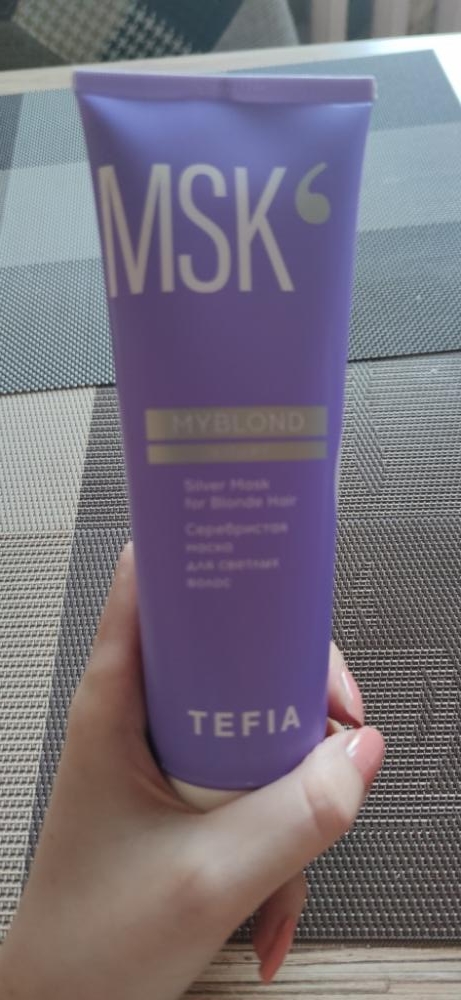 MSK‘
MYBLOND
Silver Mask
for Blonde Hair
Серебристая
маска
для светлых
волос
TEFIA